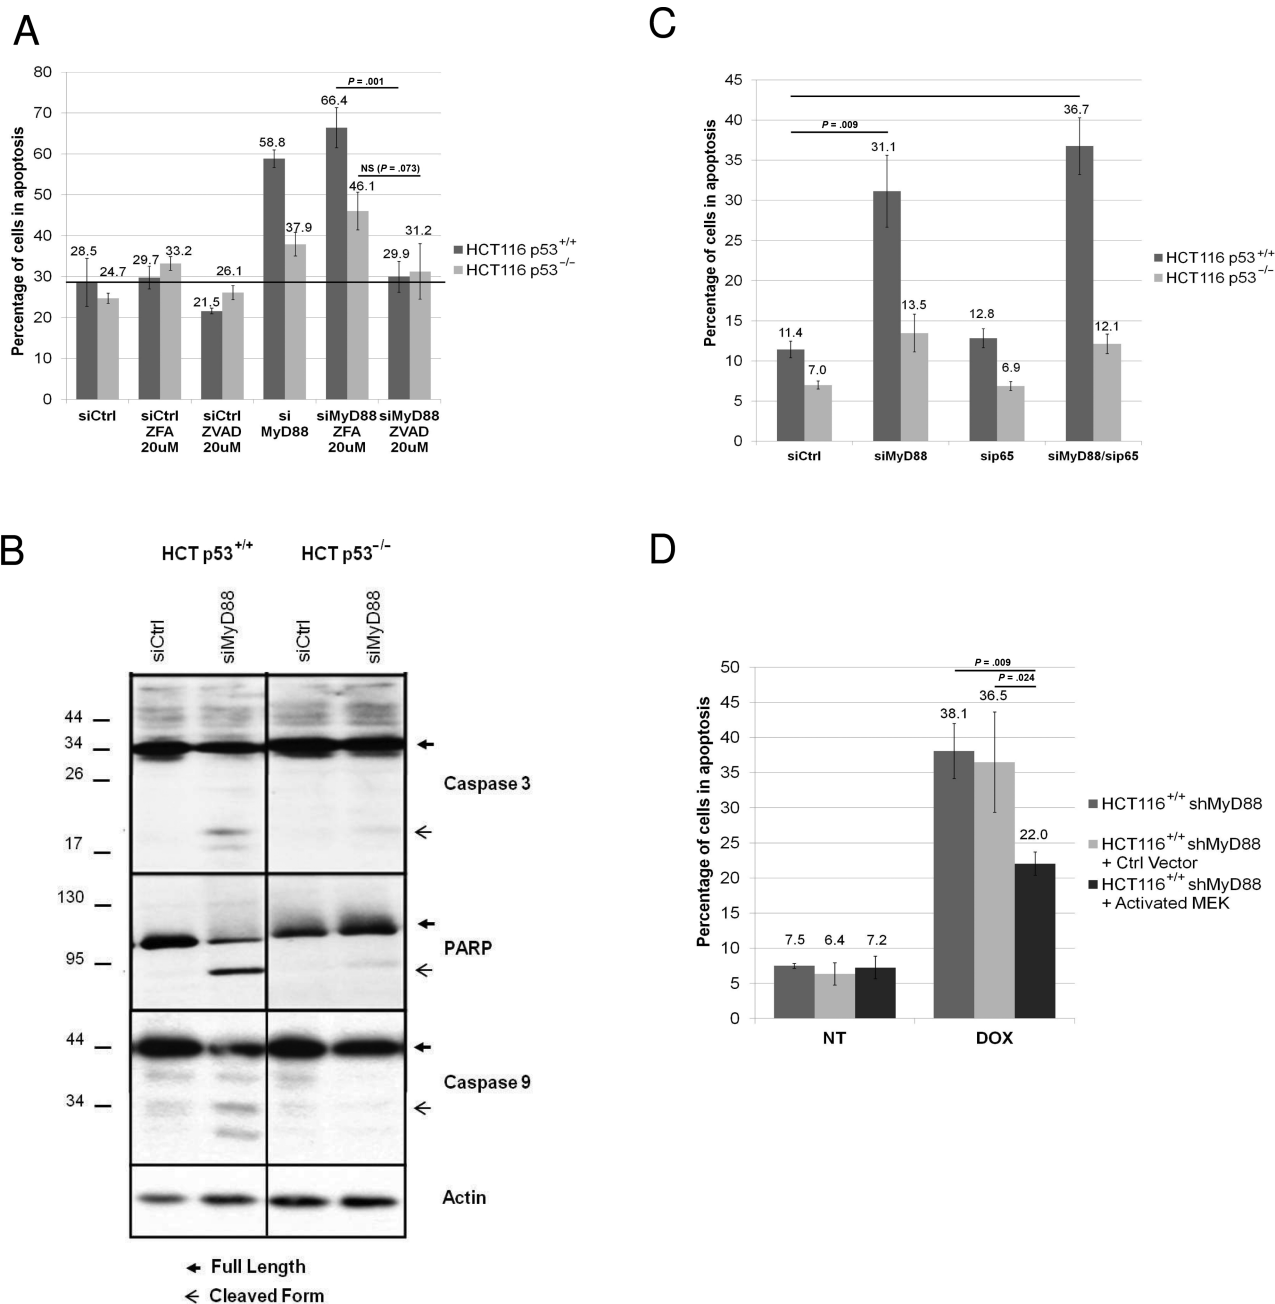 A
80
70
60
50
40
30
20
10
0
Percentage of cells in apoptosis
P = .001
66.4
58.8
NS (P = .073)
46.1
37.9
28.5
24.7
29.7
33.2
21.5
26.1
29.9
31.2
siCtrl
siCtrl ZFA 20uM
siCtrl ZVAD 20uM
si MyD88
siMyD88 ZFA 20uM
siMyD88 ZVAD 20uM
HCT116 p53+/+
HCT116 p53−/−
C
45
40
35
30
25
20
15
10
5
0
Percentage of cells in apoptosis
36.7
P = .009
31.1
11.4
7.0
13.5
12.8
6.9
12.1
siCtrl
siMyD88
sip65
siMyD88/sip65
HCT116 p53+/+
HCT116 p53−/−
B
HCT p53+/+
HCT p53−/−
siCtrl
siMyD88
siCtrl
siMyD88
44
34
26
17
Caspase 3
130
95
PARP
44
34
Caspase 9
Actin
Full Length
Cleaved Form
D
50
45
40
35
30
25
20
15
10
5
0
Percentage of cells in apoptosis
P = .009
P = .024
38.1
36.5
22.0
7.5
6.4
7.2
NT
DOX
HCT116+/+ shMyD88
HCT116+/+ shMyD88
+ Ctrl Vector
HCT116+/+ shMyD88
+ Activated MEK